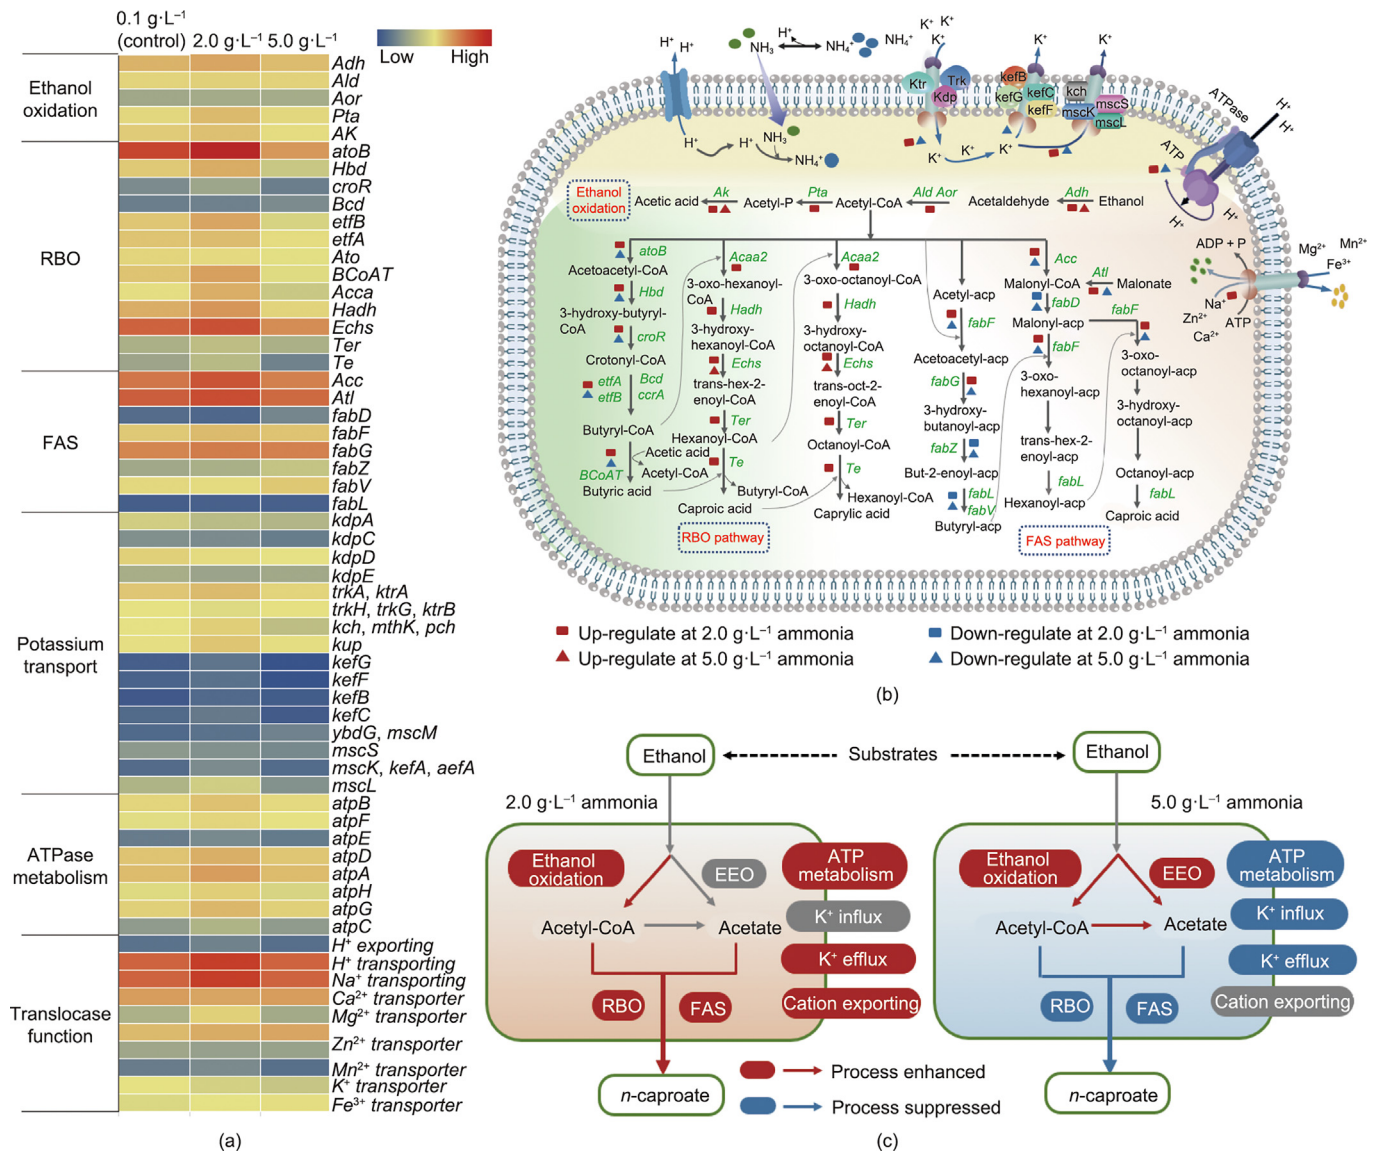 0.1 g·L⁻¹
(control)
2.0 g·L⁻¹
5.0 g·L⁻¹
Low
High
Ethanol
oxidation
Adh
Ald
Aor
Pta
AK
RBO
atoB
Hbd
croR
Bcd
etfB
etfA
Ato
BCoAT
Acca
Hadh
Echs
Ter
Te
FAS
Acc
Atl
fabD
fabF
fabG
fabZ
fabV
fabL
Potassium
transport
kdpA
kdpC
kdpD
kdpE
trkA, ktrA
trkH, trkG, ktrB
kch, mthK, pch
kup
kefG
kefF
kefB
kefC
ybdG, mscM
mscS
mscK, kefA, aefA
mscL
ATPase
metabolism
atpB
atpF
atpE
atpD
atpA
atpH
atpG
atpC
Translocase
function
H⁺ exporting
H⁺ transporting
Na⁺ transporting
Ca²⁺ transporter
Mg²⁺ transporter
Zn²⁺ transporter
Mn²⁺ transporter
K⁺ transporter
Fe³⁺ transporter
(a)
H⁺
H⁺
H⁺
NH₃
NH₄⁺
NH₄⁺
K⁺
K⁺
K⁺
K⁺
K⁺
Ktr
Trk
Kdp
kefB
kefG
kefC
kefF
kch
mscK
mscS
mscL
ATPase
H⁺
H⁺
H⁺
H⁺
NH₃
NH₄⁺
K⁺
K⁺
ATP
H⁺
H⁺
Ethanol
oxidation
Acetic acid
Ak
Acetyl-P
Pta
Acetyl-CoA
Ald Aor
Acetaldehyde
Adh
Ethanol
ADP + P
Mg²⁺
Mn²⁺
Fe³⁺
Na⁺
Zn²⁺
ATP
Ca²⁺
atoB
Acetoacetyl-CoA
Hbd
3-hydroxy-butyryl-
CoA
croR
Crotonyl-CoA
etfA
etfB
Bcd
ccrA
Butyryl-CoA
Acetic acid
Acetyl-CoA
BCoAT
Butyric acid
Acaa2
3-oxo-hexanoyl-
CoA
Hadh
3-hydroxy-
hexanoyl-CoA
Echs
trans-hex-2-
enoyl-CoA
Ter
Hexanoyl-CoA
Te
Butyryl-CoA
Caproic acid
Acaa2
3-oxo-octanoyl-CoA
Hadh
3-hydroxy-
octanoyl-CoA
Echs
trans-oct-2-
enoyl-CoA
Ter
Octanoyl-CoA
Te
Hexanoyl-CoA
Caprylic acid
Acetyl-acp
fabF
Acetoacetyl-acp
fabG
3-hydroxy-
butanoyl-acp
fabZ
But-2-enoyl-acp
fabL
fabV
Butyryl-acp
Acc
Malonyl-CoA
Atl
Malonate
fabD
Malonyl-acp
fabF
fabF
3-oxo-
hexanoyl-acp
trans-hex-2-
enoyl-acp
fabL
Hexanoyl-acp
3-oxo-
octanoyl-acp
3-hydroxy-
octanoyl-acp
Octanoyl-acp
fabL
Caproic acid
RBO pathway
FAS pathway
Up-regulate at 2.0 g·L⁻¹ ammonia
Down-regulate at 2.0 g·L⁻¹ ammonia
Up-regulate at 5.0 g·L⁻¹ ammonia
Down-regulate at 5.0 g·L⁻¹ ammonia
(b)
Ethanol
Substrates
Ethanol
2.0 g·L⁻¹ ammonia
Ethanol
oxidation
EEO
ATP
metabolism
K⁺ influx
Acetyl-CoA
Acetate
K⁺ efflux
RBO
FAS
Cation exporting
n-caproate
5.0 g·L⁻¹ ammonia
Ethanol
oxidation
EEO
ATP
metabolism
K⁺ influx
Acetyl-CoA
Acetate
K⁺ efflux
RBO
FAS
Cation exporting
n-caproate
Process enhanced
Process suppressed
(c)